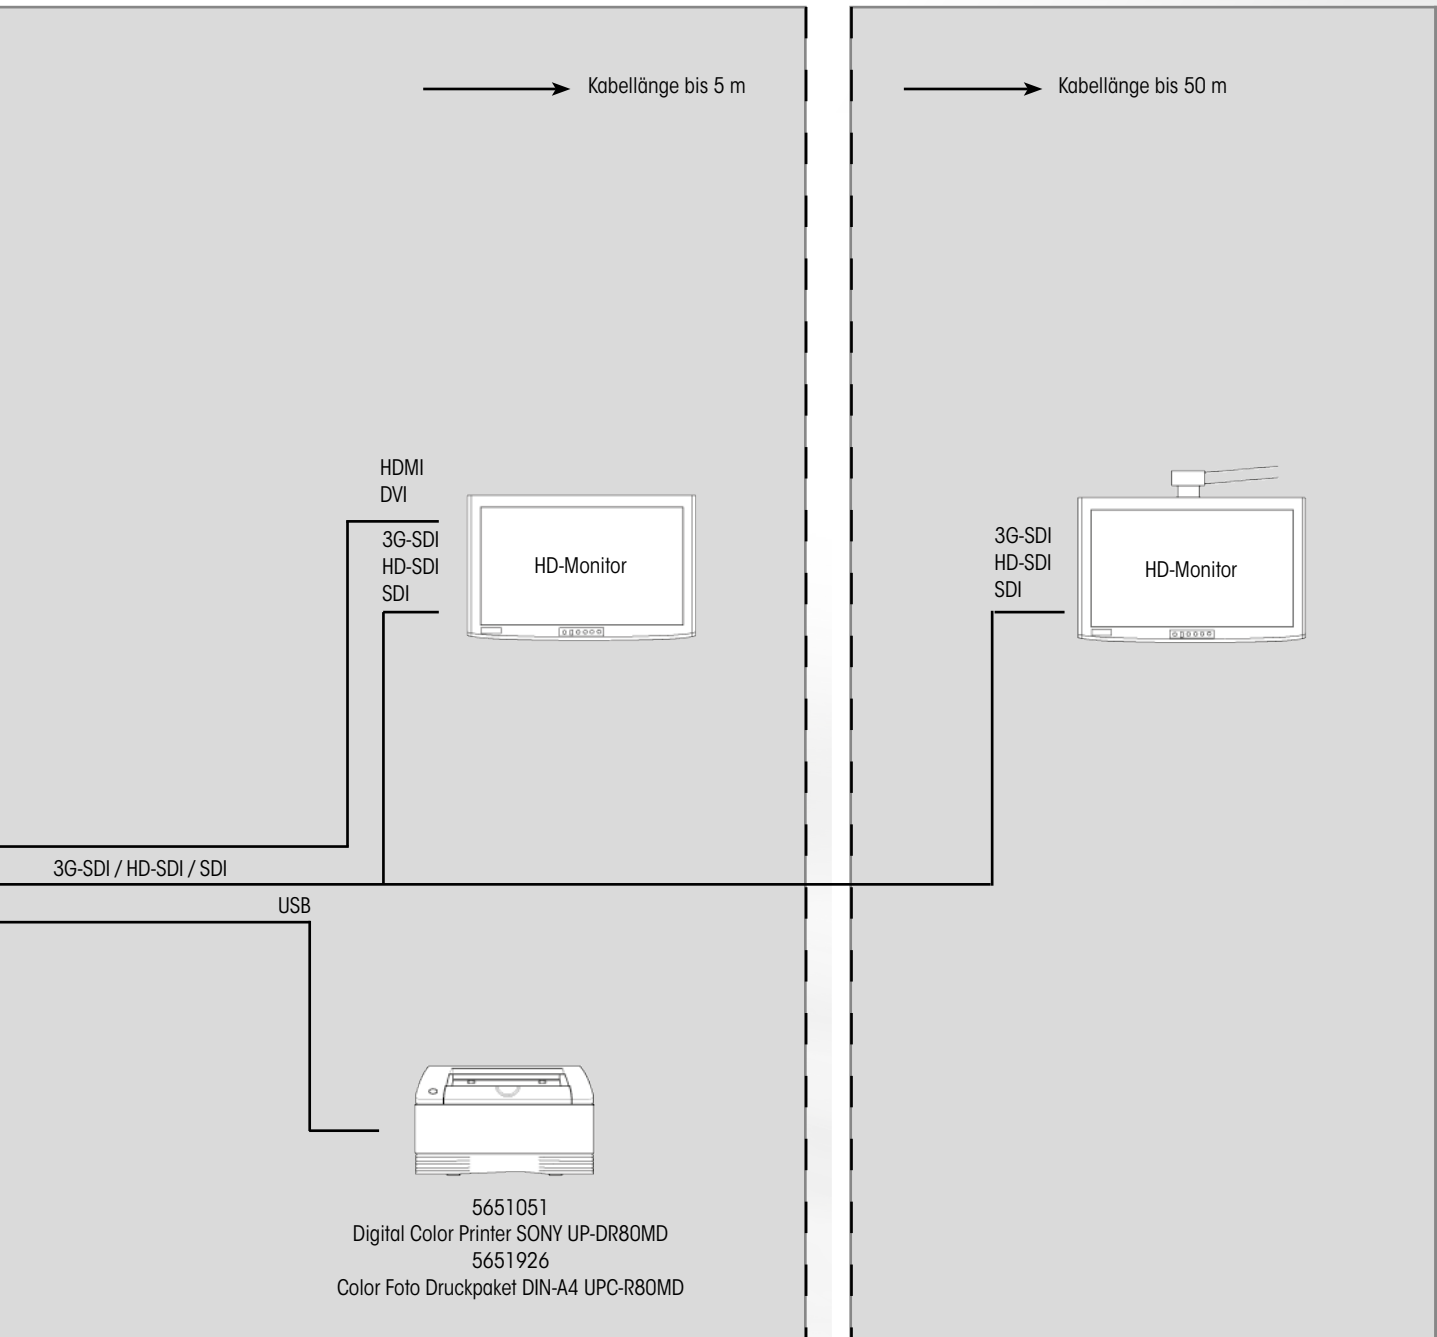 Kabellänge bis 5 m
Kabellänge bis 50 m
HDMI
DVI
3G-SDI
HD-SDI
SDI
HD-Monitor
3G-SDI
HD-SDI
SDI
HD-Monitor
3G-SDI / HD-SDI / SDI
USB
5651051
Digital Color Printer SONY UP-DR80MD
5651926
Color Foto Druckpaket DIN-A4 UPC-R80MD